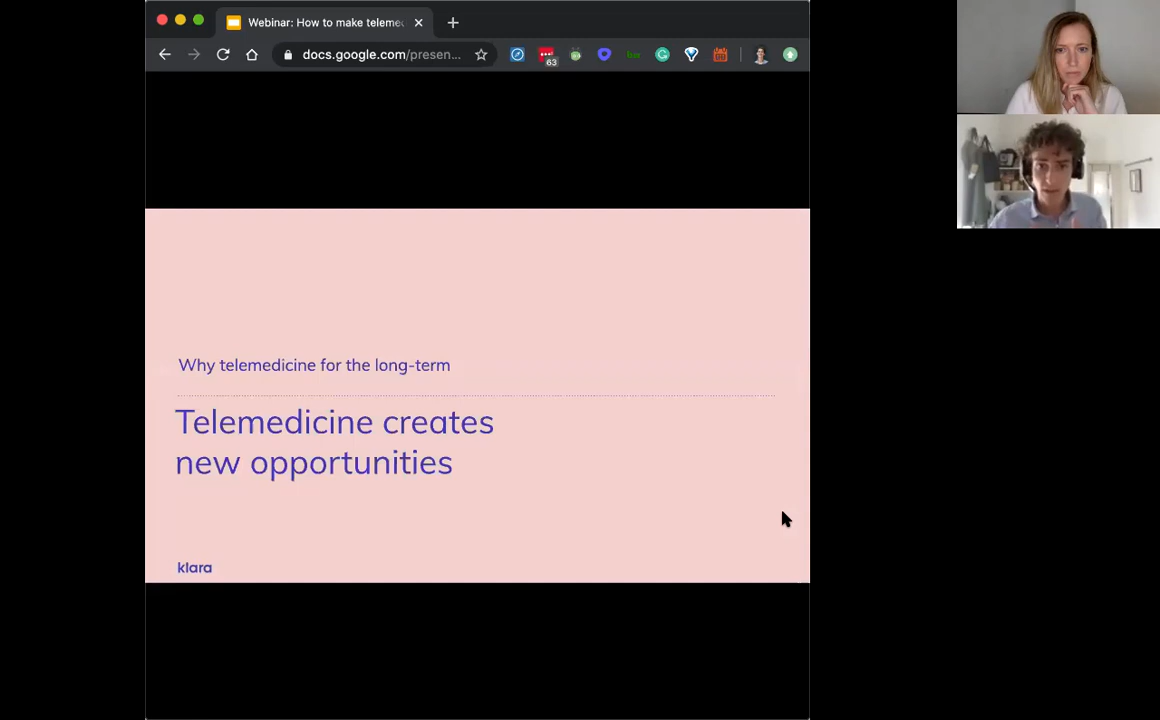 Webinar: How to make teleme
docs.google.com/presen...
63
Why telemedicine for the long-term
Telemedicine creates
new opportunities
klara